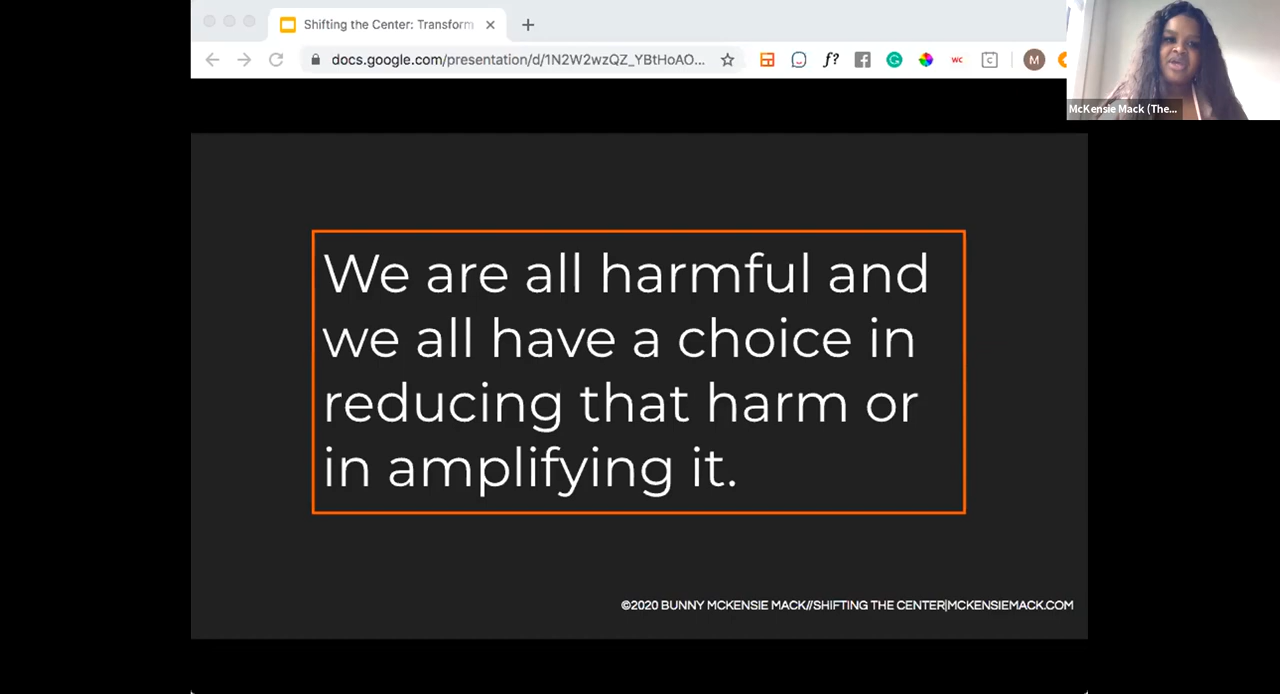 Shifting the Center: Transform
docs.google.com/presentation/d/1N2W2wzQZ_YBtHoAO...
f?
WC
C
M
McKensie Mack (The...
We are all harmful and
we all have a choice in
reducing that harm or
in amplifying it.
©2020 BUNNY MCKENSIE MACK//SHIFTING THE CENTER|MCKENSIEMACK.COM